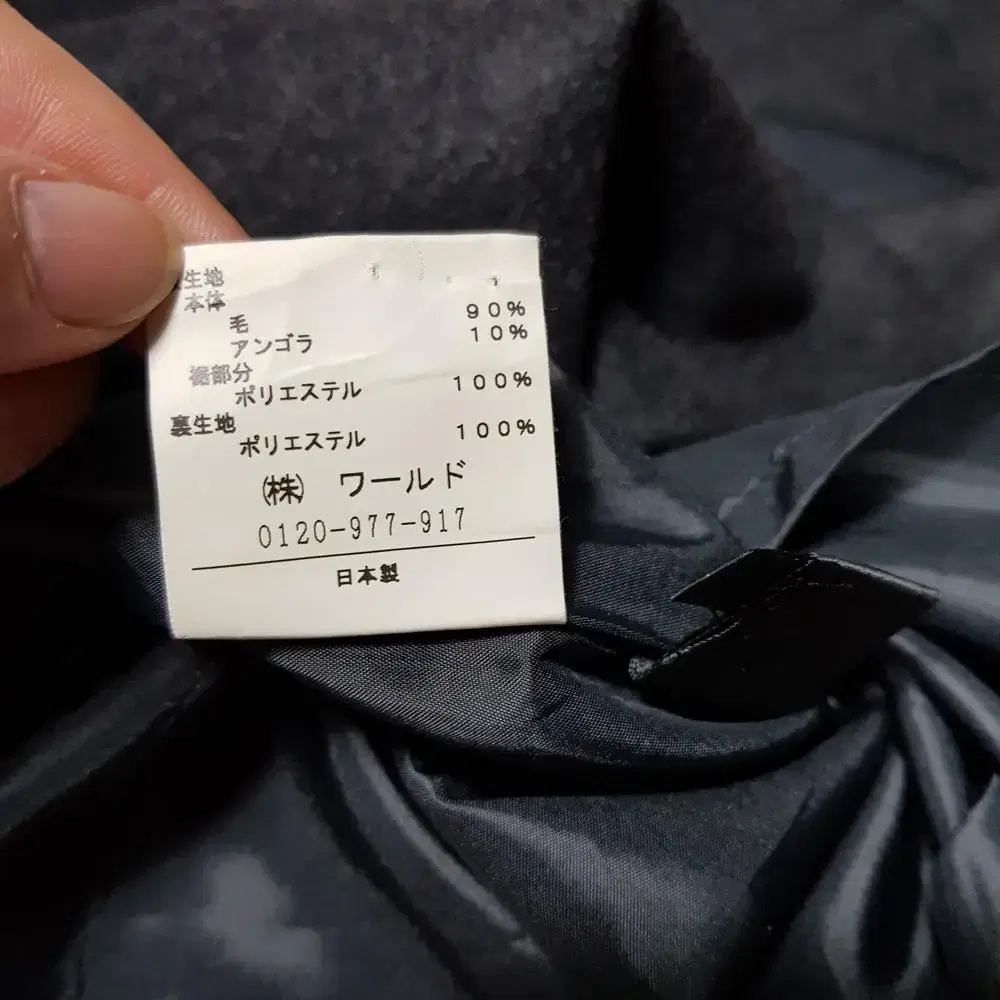 生地
本体
毛 90%
アンゴラ 10%
裾部分
ポリエステル 100%
裏生地
ポリエステル 100%
㈱ ワールド
0120-977-917
日本製